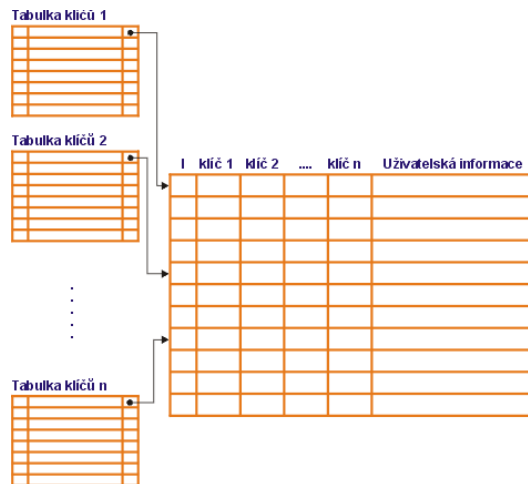 Tabulka klíčů 1
Tabulka klíčů 2
I klíč 1 klíč 2 .... klíč n Uživatelská informace
Tabulka klíčů n